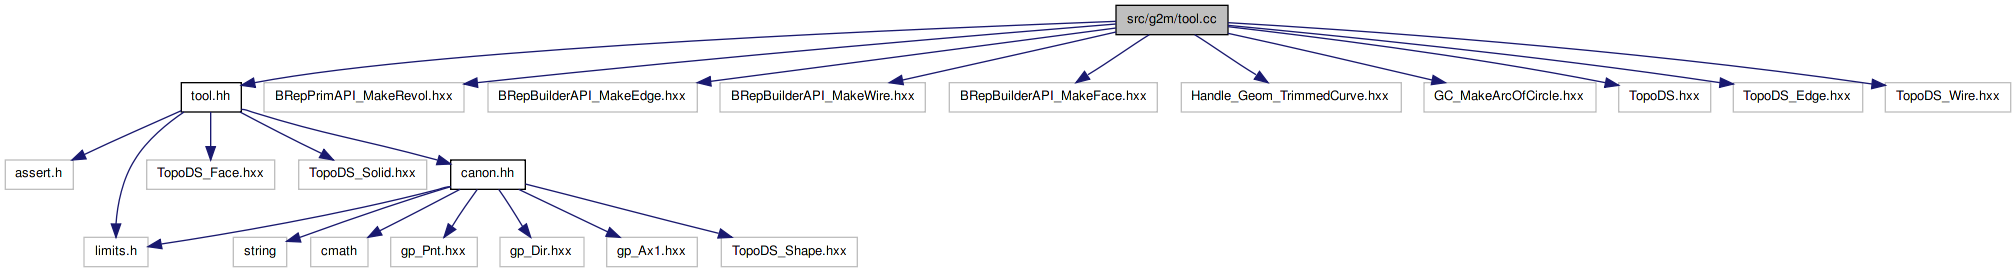 src/g2m/tool.cc
tool.hh
BRepPrimAPI_MakeRevol.hxx
BRepBuilderAPI_MakeEdge.hxx
BRepBuilderAPI_MakeWire.hxx
BRepBuilderAPI_MakeFace.hxx
Handle_Geom_TrimmedCurve.hxx
GC_MakeArcOfCircle.hxx
TopoDS.hxx
TopoDS_Edge.hxx
TopoDS_Wire.hxx
assert.h
TopoDS_Face.hxx
TopoDS_Solid.hxx
canon.hh
limits.h
string
cmath
gp_Pnt.hxx
gp_Dir.hxx
gp_Ax1.hxx
TopoDS_Shape.hxx